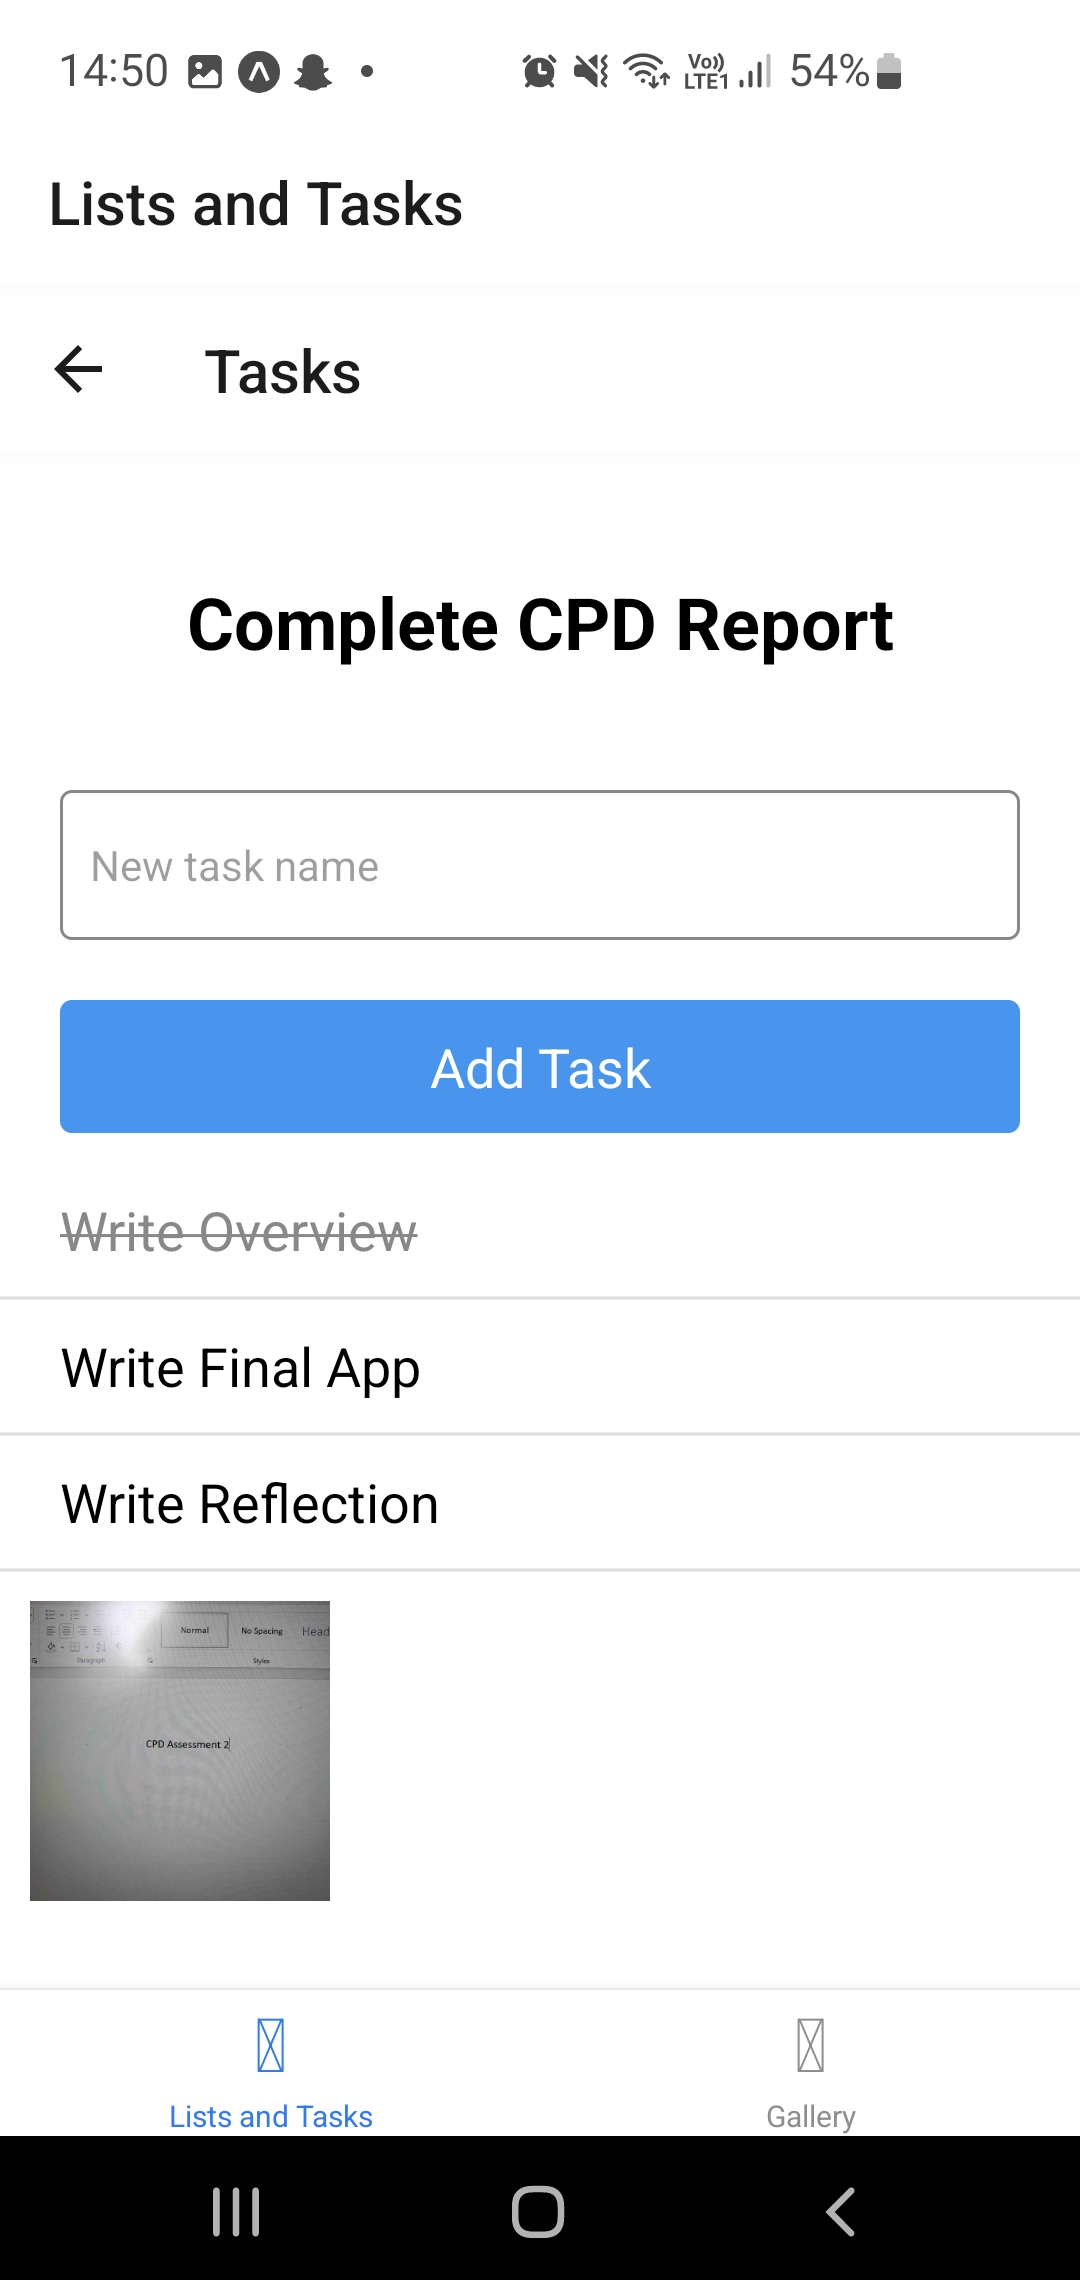 14:50 Vo)) LTE1 54%
Lists and Tasks
Tasks
Complete CPD Report
New task name
Add Task
Write Overview
Write Final App
Write Reflection
Normal No Spacing Head
Paragraph Styles
CPD Assessment 2
Lists and Tasks Gallery